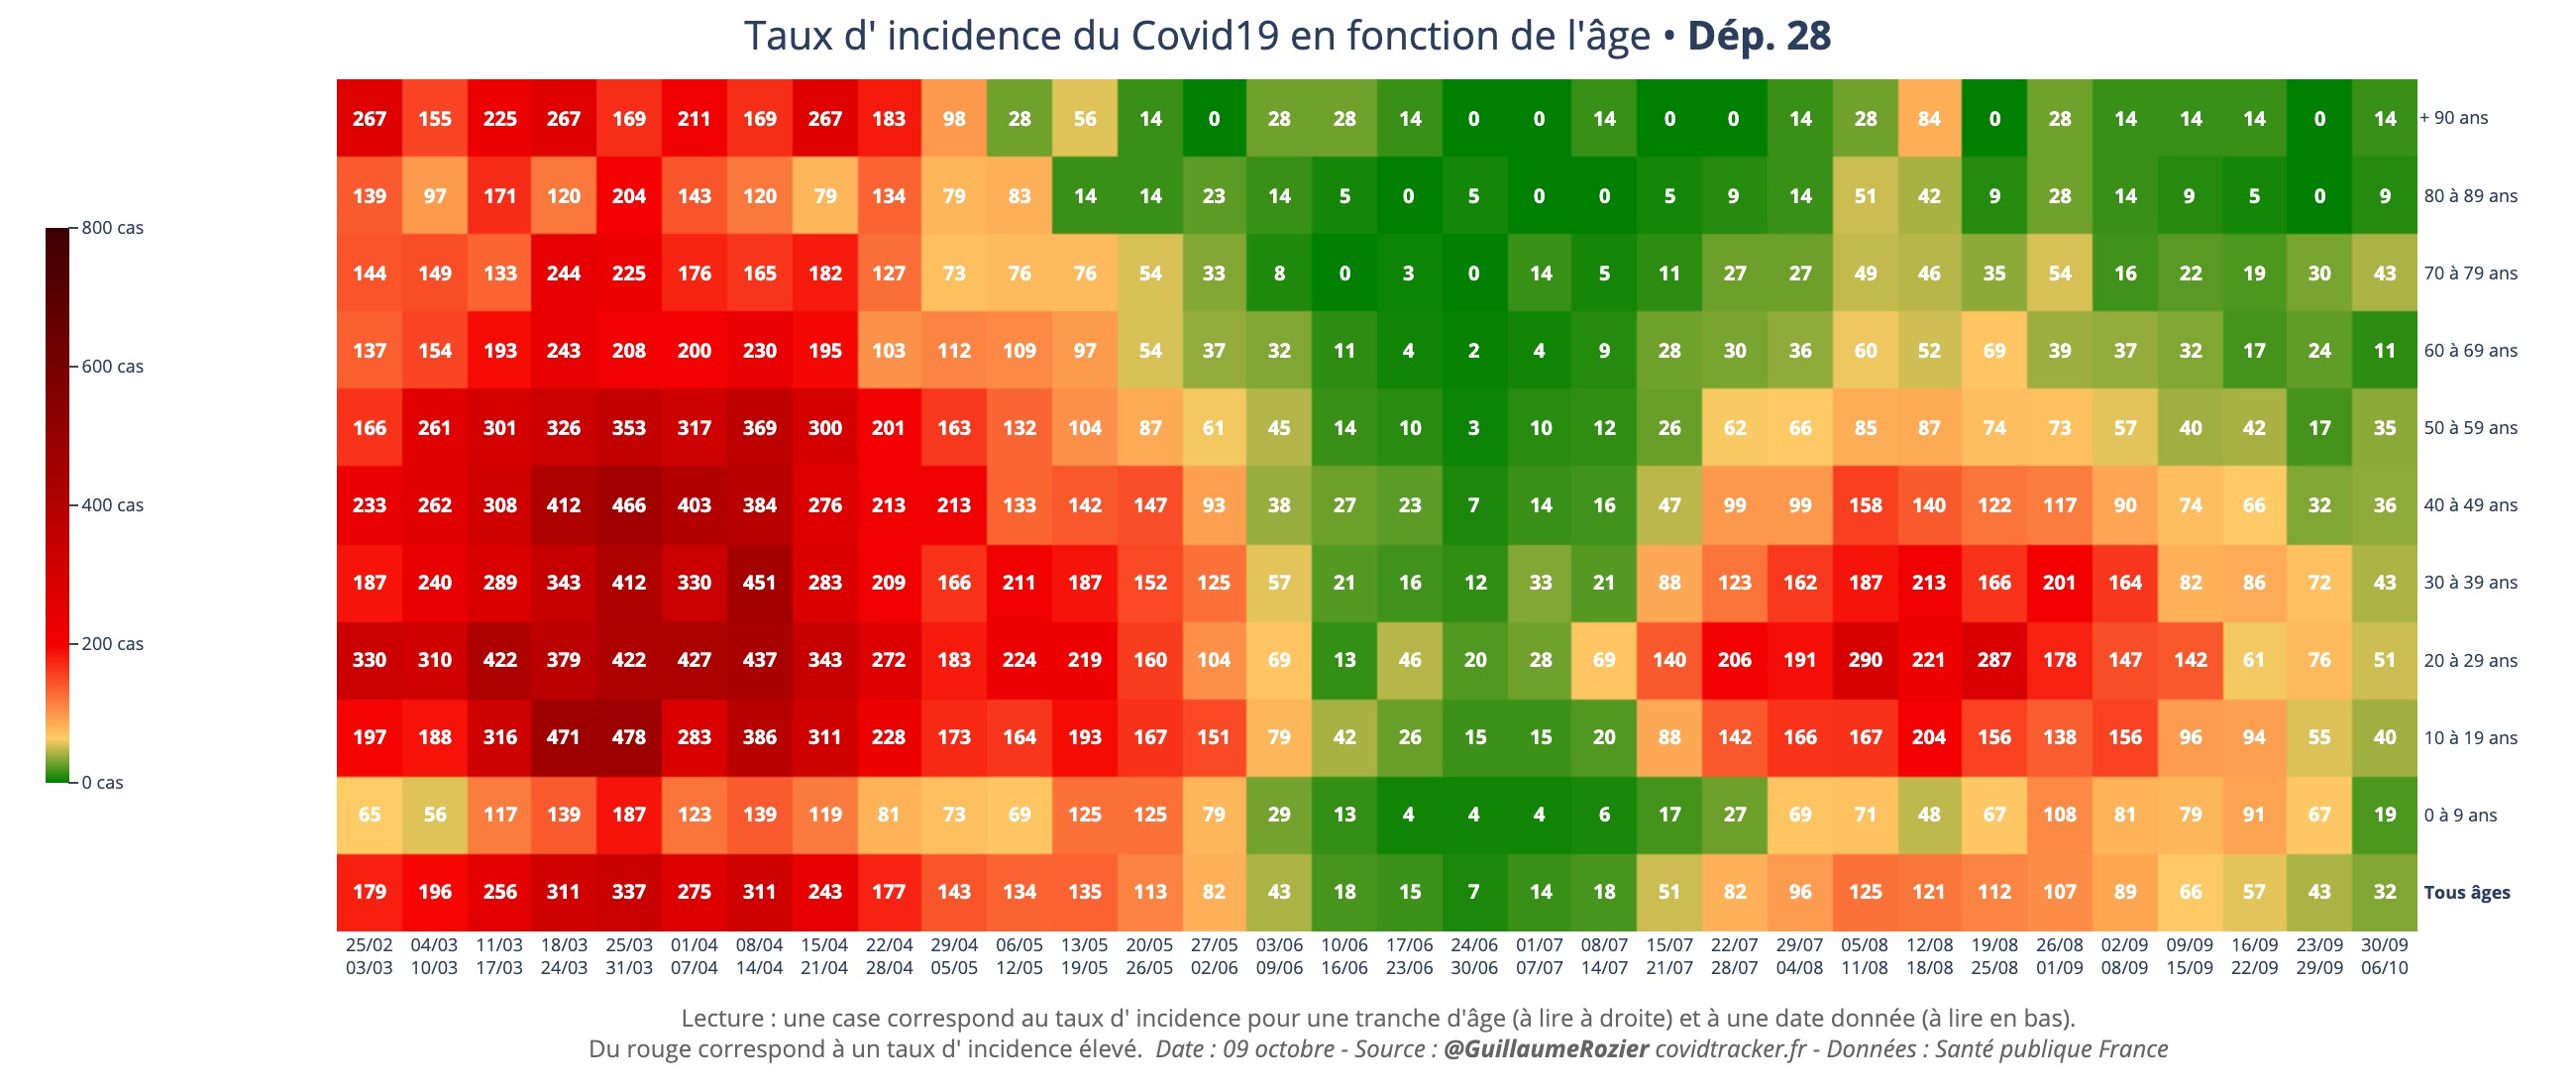 Taux d' incidence du Covid19 en fonction de l'âge • Dép. 28
800 cas
600 cas
400 cas
200 cas
0 cas
267 155 225 267 169 211 169 267 183 98 28 56 14 0 28 28 14 0 0 14 0 0 14 28 84 0 28 14 14 14 0 14 + 90 ans
139 97 171 120 204 143 120 79 134 79 83 14 14 23 14 5 0 5 0 0 5 9 14 51 42 9 28 14 9 5 0 9 80 à 89 ans
144 149 133 244 225 176 165 182 127 73 76 76 54 33 8 0 3 0 14 5 11 27 27 49 46 35 54 16 22 19 30 43 70 à 79 ans
137 154 193 243 208 200 230 195 103 112 109 97 54 37 32 11 4 2 4 9 28 30 36 60 52 69 39 37 32 17 24 11 60 à 69 ans
166 261 301 326 353 317 369 300 201 163 132 104 87 61 45 14 10 3 10 12 26 62 66 85 87 74 73 57 40 42 17 35 50 à 59 ans
233 262 308 412 466 403 384 276 213 213 133 142 147 93 38 27 23 7 14 16 47 99 99 158 140 122 117 90 74 66 32 36 40 à 49 ans
187 240 289 343 412 330 451 283 209 166 211 187 152 125 57 21 16 12 33 21 88 123 162 187 213 166 201 164 82 86 72 43 30 à 39 ans
330 310 422 379 422 427 437 343 272 183 224 219 160 104 69 13 46 20 28 69 140 206 191 290 221 287 178 147 142 61 76 51 20 à 29 ans
197 188 316 471 478 283 386 311 228 173 164 193 167 151 79 42 26 15 15 20 88 142 166 167 204 156 138 156 96 94 55 40 10 à 19 ans
65 56 117 139 187 123 139 119 81 73 69 125 125 79 29 13 4 4 4 6 17 27 69 71 48 67 108 81 79 91 67 19 0 à 9 ans
179 196 256 311 337 275 311 243 177 143 134 135 113 82 43 18 15 7 14 18 51 82 96 125 121 112 107 89 66 57 43 32 Tous âges
25/02 04/03 11/03 18/03 25/03 01/04 08/04 15/04 22/04 29/04 06/05 13/05 20/05 27/05 03/06 10/06 17/06 24/06 01/07 08/07 15/07 22/07 29/07 05/08 12/08 19/08 26/08 02/09 09/09 16/09 23/09 30/09
03/03 10/03 17/03 24/03 31/03 07/04 14/04 21/04 28/04 05/05 12/05 19/05 26/05 02/06 09/06 16/06 23/06 30/06 07/07 14/07 21/07 28/07 04/08 11/08 18/08 25/08 01/09 08/09 15/09 22/09 29/09 06/10
Lecture : une case correspond au taux d' incidence pour une tranche d'âge (à lire à droite) et à une date donnée (à lire en bas).
Du rouge correspond à un taux d' incidence élevé. Date : 09 octobre - Source : @GuillaumeRozier covidtracker.fr - Données : Santé publique France